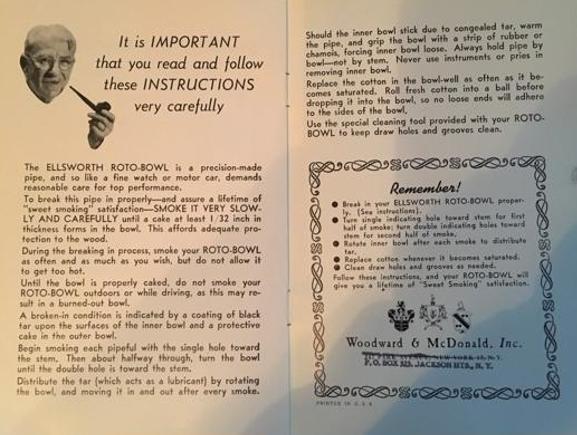 It is IMPORTANT
that you read and follow
these INSTRUCTIONS
very carefully
The ELLSWORTH ROTO-BOWL is a precision-made
pipe, and so-like a fine watch or motor car, demands
reasonable care for top performance.
To break this pipe in properly—and assure a lifetime of
"sweet smoking" satisfaction—SMOKE IT VERY SLOW-
LY AND CAREFULLY until a cake at least 1/32 inch in
thickness forms in the bowl. This affords adequate pro-
tection to the wood.
During the breaking in process, smoke your ROTO-BOWL
as often and as much as you wish, but do not allow it
to get too hot.
Until the bowl is properly caked, do not smoke your
ROTO-BOWL outdoors or while driving, as this may re-
sult in a burned-out bowl.
A broken-in condition is indicated by a coating of black
tar upon the surfaces of the inner bowl and a protective
cake in the outer bowl.
Begin smoking each pipeful with the single hole toward
the stem. Then about halfway through, turn the bowl
until the double hole is toward the stem.
Distribute the tar (which acts as a lubricant) by rotating
the bowl, and moving it in and out after every smoke.
Should the inner bowl stick due to congealed tar, warm
the pipe, and grip the bowl with a strip of rubber or
chamois, forcing inner bowl loose. Always hold pipe by
bowl—not by stem. Never use instruments or pries in
removing inner bowl.
Replace the cotton in the bowl-well as often as it be-
comes saturated. Roll fresh cotton into a ball before
dropping it into the bowl, so no loose ends will adhere
to the sides of the bowl.
Use the special cleaning tool provided with your ROTO-
BOWL to keep draw holes and grooves clean.
Remember!
● Break in your ELLSWORTH ROTO-BOWL proper-
ly. (See instructions).
● Turn single indicating hole toward stem for first
half of smoke; turn double indicating holes toward
stem for second half of smoke.
● Rotate inner bowl after each smoke to distribute
tar.
● Replace cotton whenever it becomes saturated.
● Clean draw holes and grooves as needed.
Follow these instructions, and your ROTO-BOWL will
give you a lifetime of "Sweet Smoking" satisfaction.
Woodward & McDonald, Inc.
NEW YORK 17, N.Y.
P. O. BOX 323, JACKSON HTS., N. Y.
PRINTED IN U.S.A.